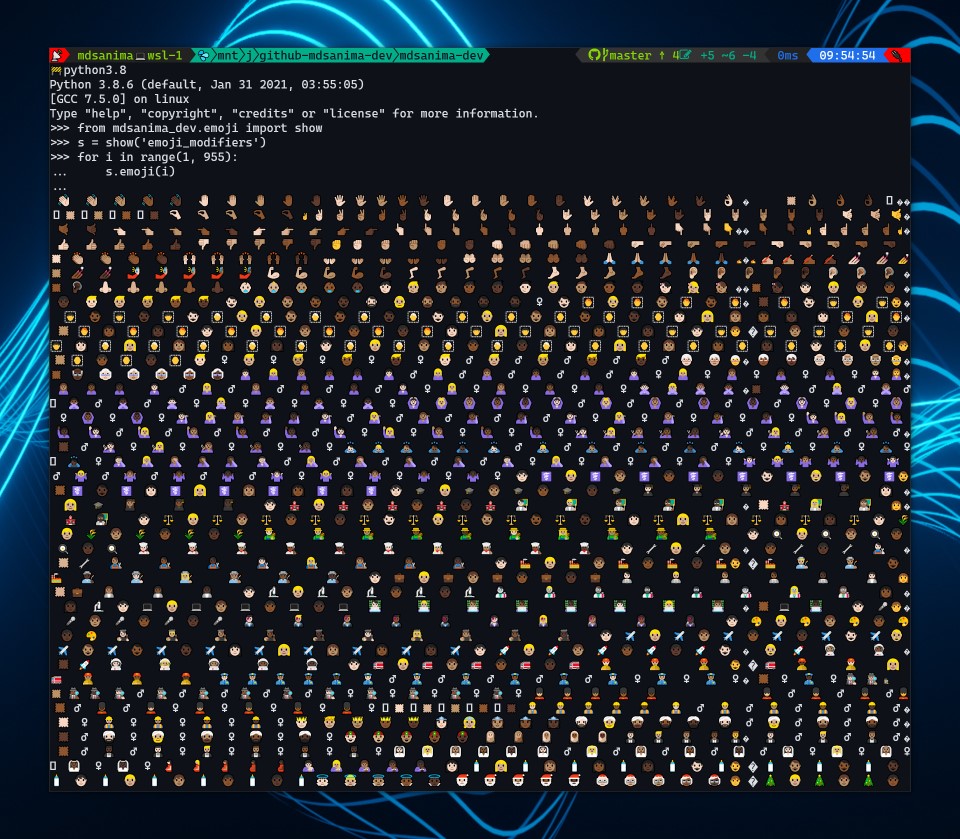 mdsanima wsl-1 mnt j github-mdsanima-dev mdsanima-dev master ↑ 4 +5 ~6 -4 0ms 09:54:54
python3.8
Python 3.8.6 (default, Jan 31 2021, 03:55:05)
[GCC 7.5.0] on linux
Type "help", "copyright", "credits" or "license" for more information.
>>> from mdsanima_dev.emoji import show
>>> s = show('emoji_modifiers')
>>> for i in range(1, 955):
...     s.emoji(i)
...